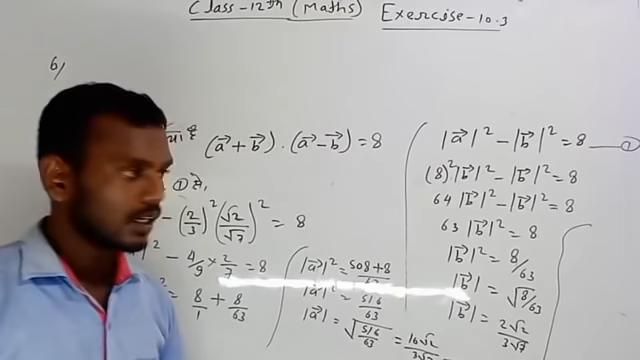 Class-12th (Maths) Exercise-10.3
6/
(a⃗+b⃗).(a⃗-b⃗)=8
① से,
- (2/3)² (√2/√7)² = 8
|² - 4/9 × 2/7 = 8
² = 8/1 + 8/63
|a⃗|² = 508+8/63
|a⃗|² = 516/63
|a⃗| = √516/63 = 16√2/3√7
|a⃗|² - |b⃗|² = 8 —①
(8)²|b⃗|² - |b⃗|² = 8
64 |b⃗|² - |b⃗|² = 8
63 |b⃗|² = 8
|b⃗|² = 8/63
|b⃗| = √8/63
|b⃗| = 2√2/3√7